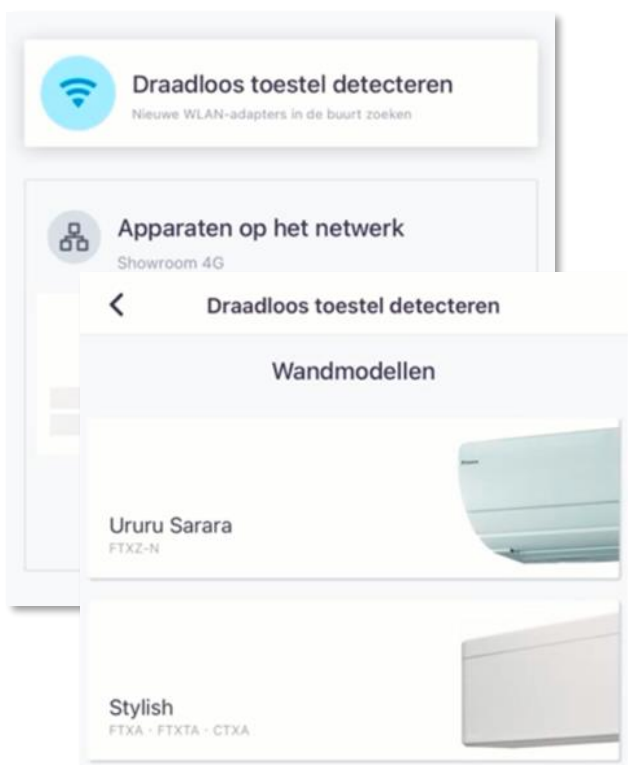 Draadloos toestel detecteren
Nieuwe WLAN-adapters in de buurt zoeken
Apparaten op het netwerk
Showroom 4G
Draadloos toestel detecteren
Wandmodellen
Ururu Sarara
FTXZ-N
Stylish
FTXA · FTXTA · CTXA